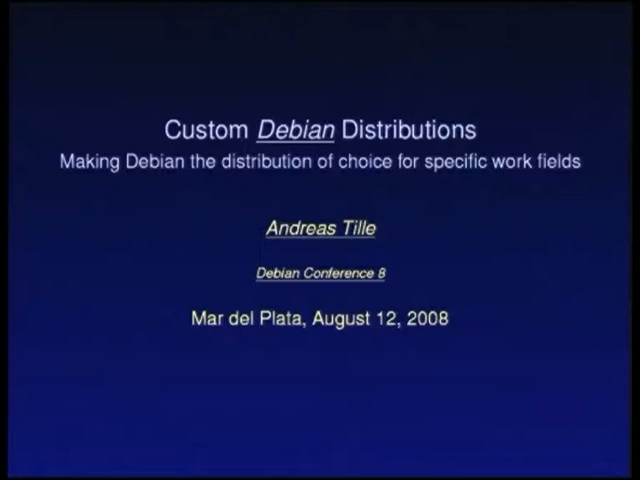 Custom Debian Distributions
Making Debian the distribution of choice for specific work fields
Andreas Tille
Debian Conference 8
Mar del Plata, August 12, 2008